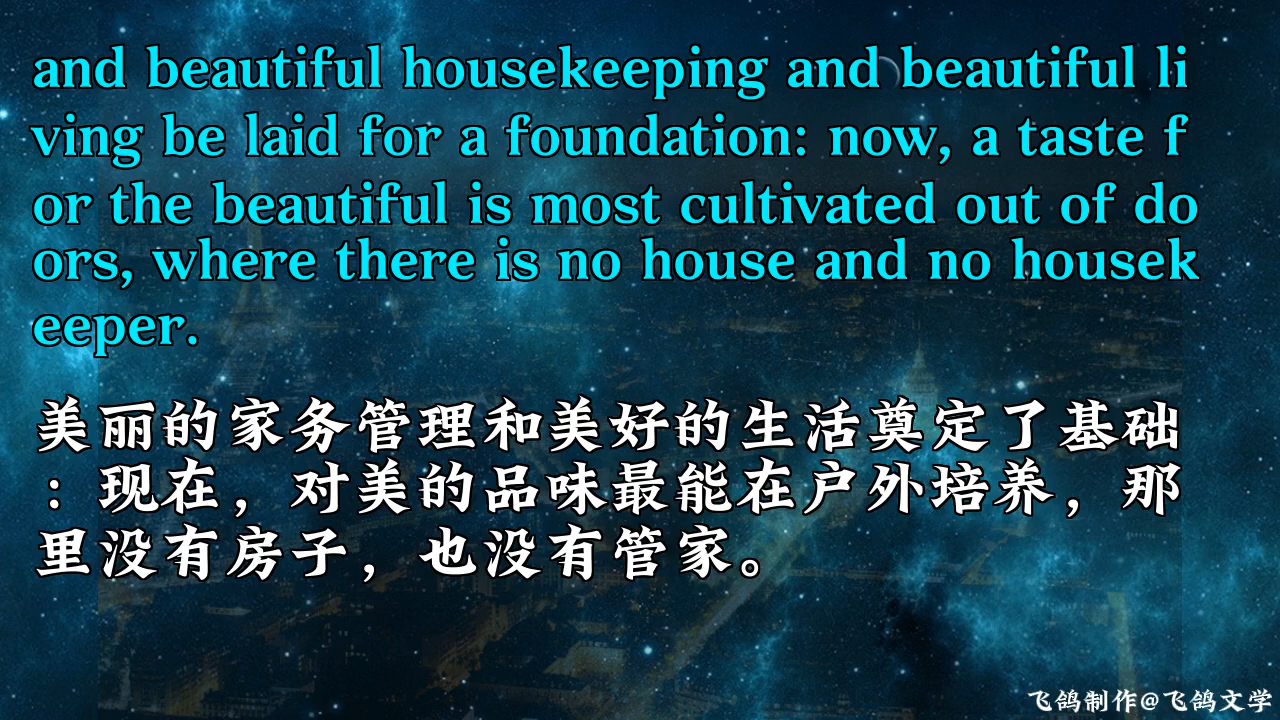 and beautiful housekeeping and beautiful li
ving be laid for a foundation: now, a taste f
or the beautiful is most cultivated out of do
ors, where there is no house and no housek
eeper.
美丽的家务管理和美好的生活奠定了基础
：现在，对美的品味最能在户外培养，那
里没有房子，也没有管家。
飞鸽制作@飞鸽文学